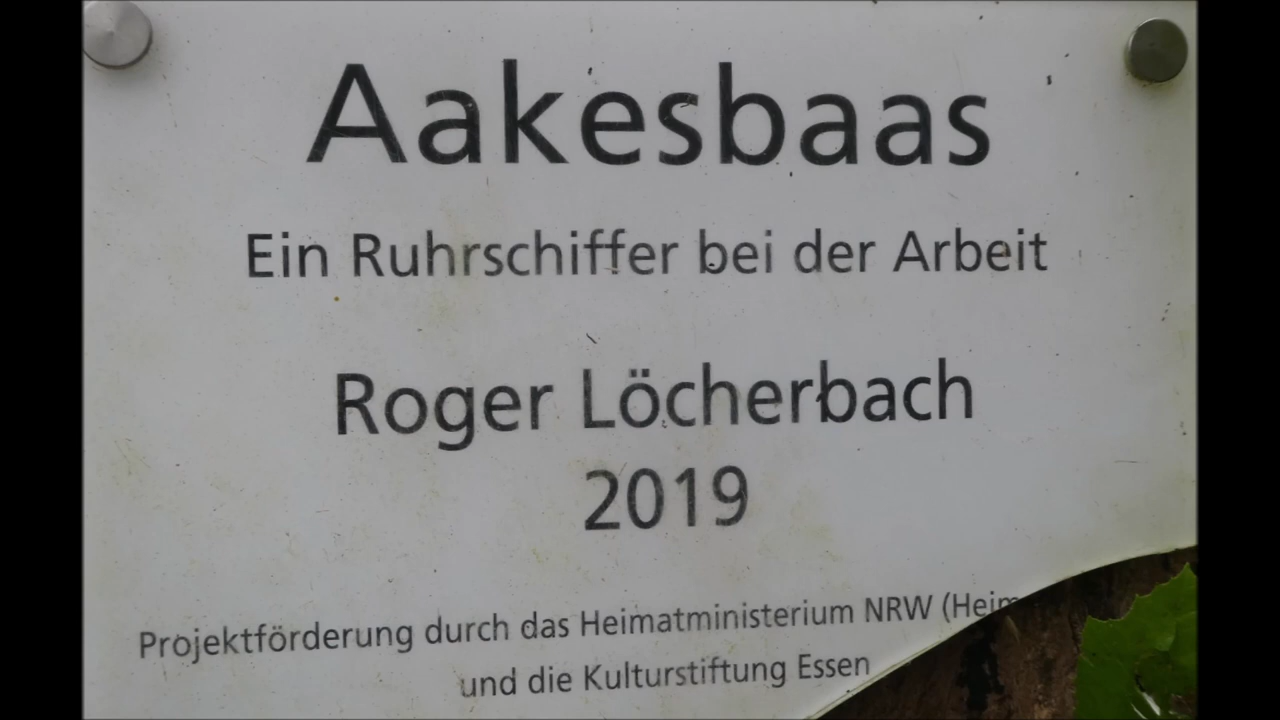 Aakesbaas
Ein Ruhrschiffer bei der Arbeit
Roger Löcherbach
2019
Projektförderung durch das Heimatministerium NRW
und die Kulturstiftung Essen